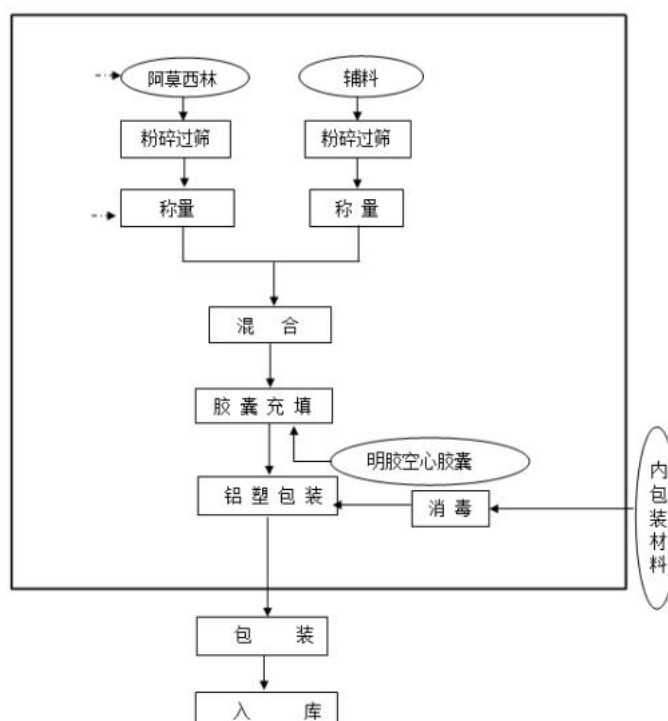 阿莫西林
辅料
粉碎过筛
粉碎过筛
称量
称 量
混 合
胶 囊 充 填
明胶空心胶囊
铝 塑 包 装
消 毒
内包装材料
包 装
入 库